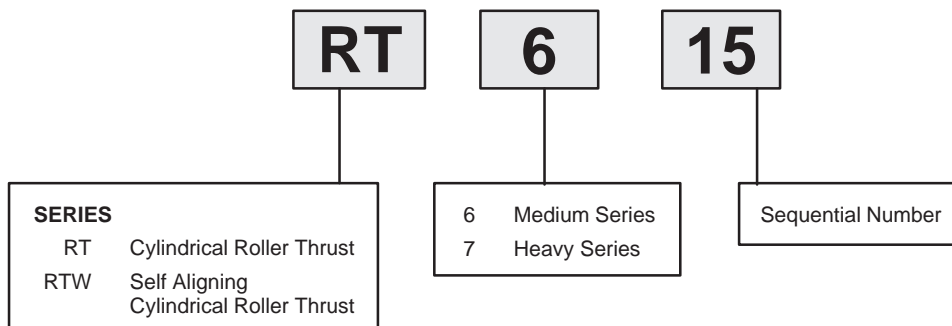 RT 6 15
SERIES
RT Cylindrical Roller Thrust
RTW Self Aligning
Cylindrical Roller Thrust
6 Medium Series
7 Heavy Series
Sequential Number